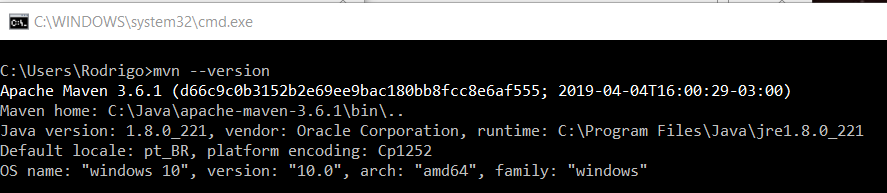 C:\WINDOWS\system32\cmd.exe
C:\Users\Rodrigo>mvn --version
Apache Maven 3.6.1 (d66c9c0b3152b2e69ee9bac180bb8fcc8e6af555; 2019-04-04T16:00:29-03:00)
Maven home: C:\Java\apache-maven-3.6.1\bin\..
Java version: 1.8.0_221, vendor: Oracle Corporation, runtime: C:\Program Files\Java\jre1.8.0_221
Default locale: pt_BR, platform encoding: Cp1252
OS name: "windows 10", version: "10.0", arch: "amd64", family: "windows"